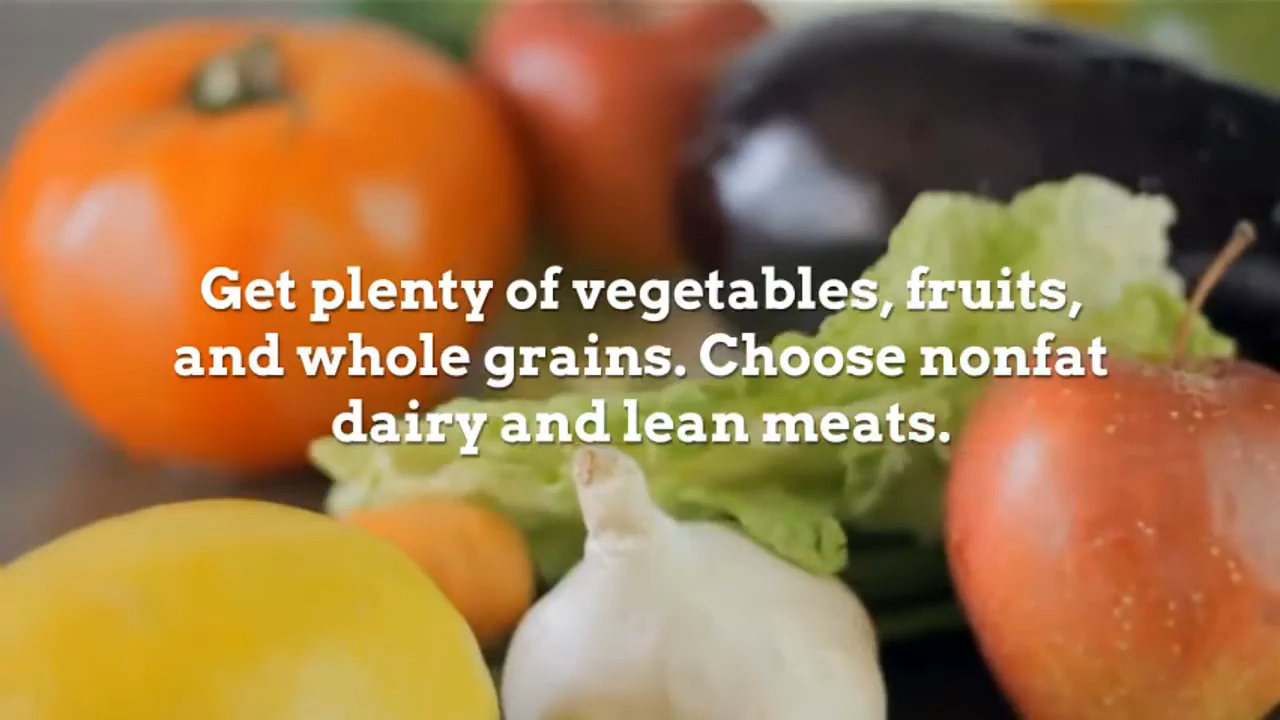 Get plenty of vegetables, fruits,
and whole grains. Choose nonfat
dairy and lean meats.